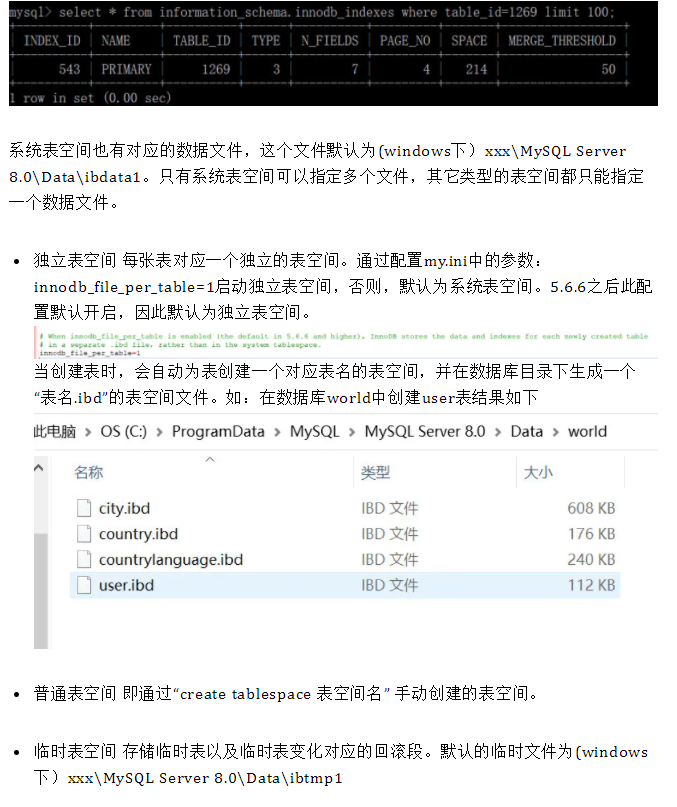 mysql> select * from information_schema.innodb_indexes where table_id=1269 limit 100;
INDEX_ID | NAME | TABLE_ID | TYPE | N_FIELDS | PAGE_NO | SPACE | MERGE_THRESHOLD
543 | PRIMARY | 1269 | 3 | 7 | 4 | 214 | 50
1 row in set (0.00 sec)
系统表空间也有对应的数据文件，这个文件默认为(windows下）xxx\MySQL Server
8.0\Data\ibdata1。只有系统表空间可以指定多个文件，其它类型的表空间都只能指定
一个数据文件。
• 独立表空间 每张表对应一个独立的表空间。通过配置my.ini中的参数：
innodb_file_per_table=1启动独立表空间，否则，默认为系统表空间。5.6.6之后此配
置默认开启，因此默认为独立表空间。
# When innodb_file_per_table is enabled (the default in 5.6.6 and higher), InnoDB stores the data and indexes for each newly created table
# in a separate .ibd file, rather than in the system tablespace.
innodb_file_per_table=1
当创建表时，会自动为表创建一个对应表名的表空间，并在数据库目录下生成一个
“表名.ibd”的表空间文件。如：在数据库world中创建user表结果如下
此电脑 > OS (C:) > ProgramData > MySQL > MySQL Server 8.0 > Data > world
名称 类型 大小
city.ibd IBD 文件 608 KB
country.ibd IBD 文件 176 KB
countrylanguage.ibd IBD 文件 240 KB
user.ibd IBD 文件 112 KB
• 普通表空间 即通过“create tablespace 表空间名” 手动创建的表空间。
• 临时表空间 存储临时表以及临时表变化对应的回滚段。默认的临时文件为(windows
下）xxx\MySQL Server 8.0\Data\ibtmp1